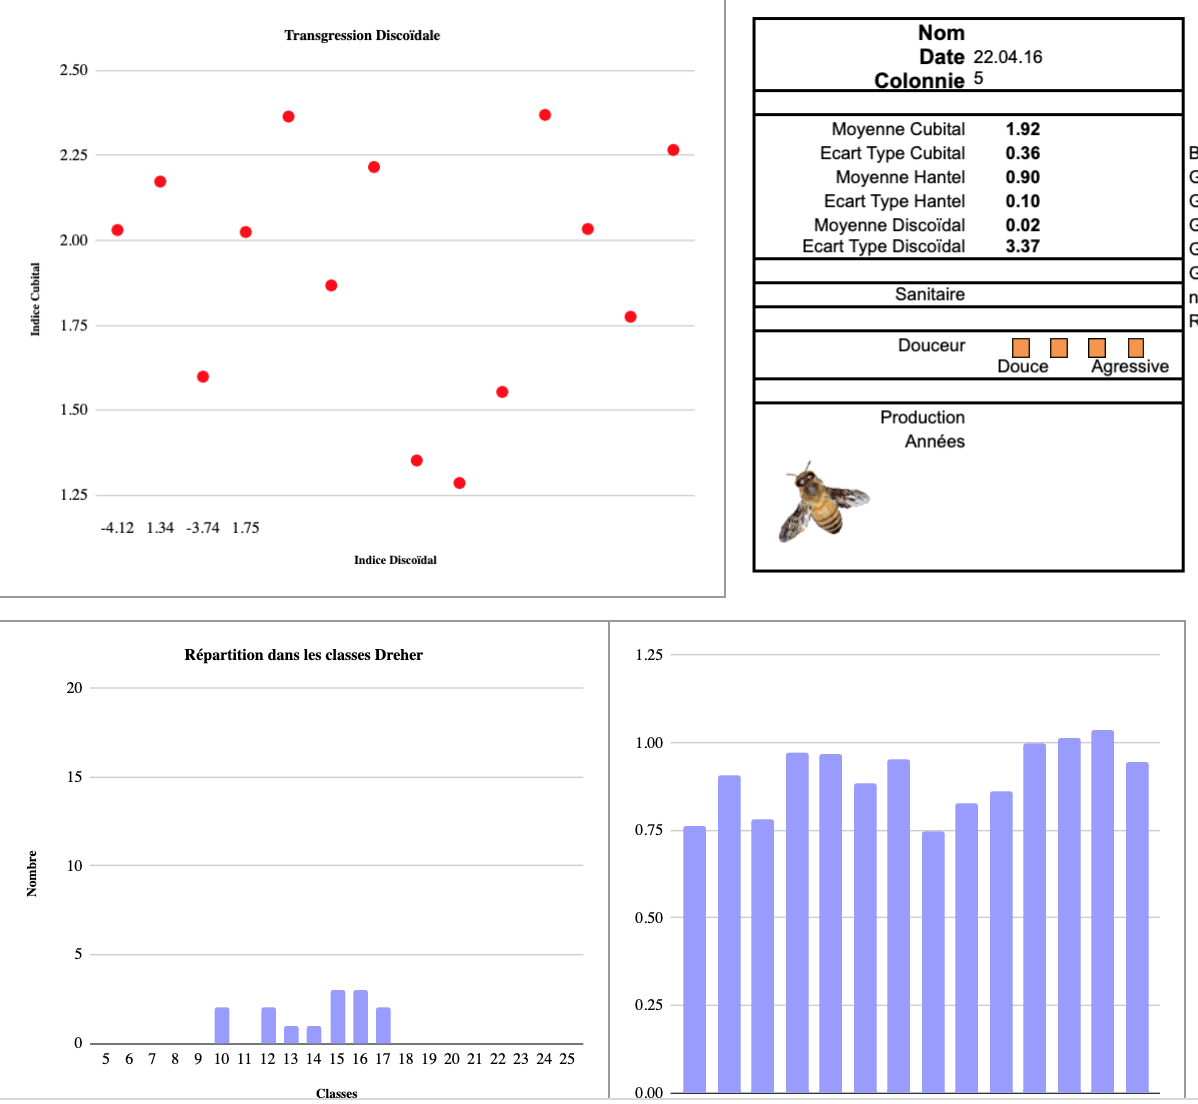 Transgression Discoïdale
2.50
2.25
2.00
1.75
1.50
1.25
Indice Cubital
-4.12 1.34 -3.74 1.75
Indice Discoïdal
Nom
Date 22.04.16
Colonnie 5
Moyenne Cubital 1.92
Ecart Type Cubital 0.36
Moyenne Hantel 0.90
Ecart Type Hantel 0.10
Moyenne Discoïdal 0.02
Ecart Type Discoïdal 3.37
Sanitaire
Douceur
Douce Agressive
Production
Années
Répartition dans les classes Dreher
20
15
10
5
0
Nombre
5 6 7 8 9 10 11 12 13 14 15 16 17 18 19 20 21 22 23 24 25
Classes
1.25
1.00
0.75
0.50
0.25
0.00